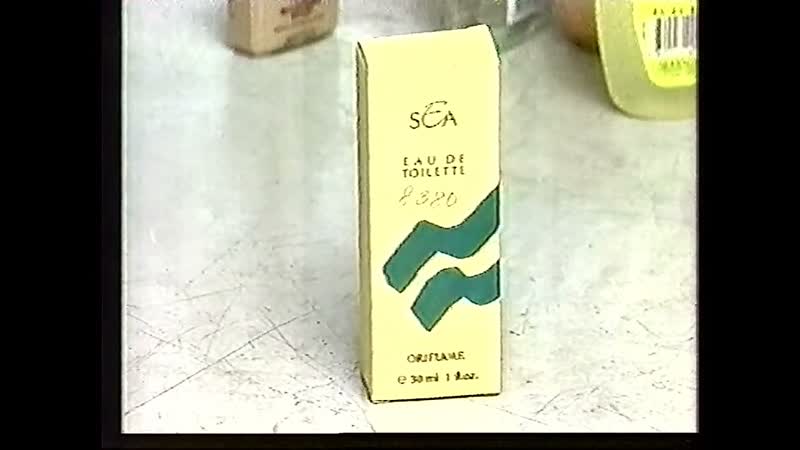 SEA
EAU DE
TOILETTE
8380
ORIFLAME
e 30 ml 1 fl.oz.